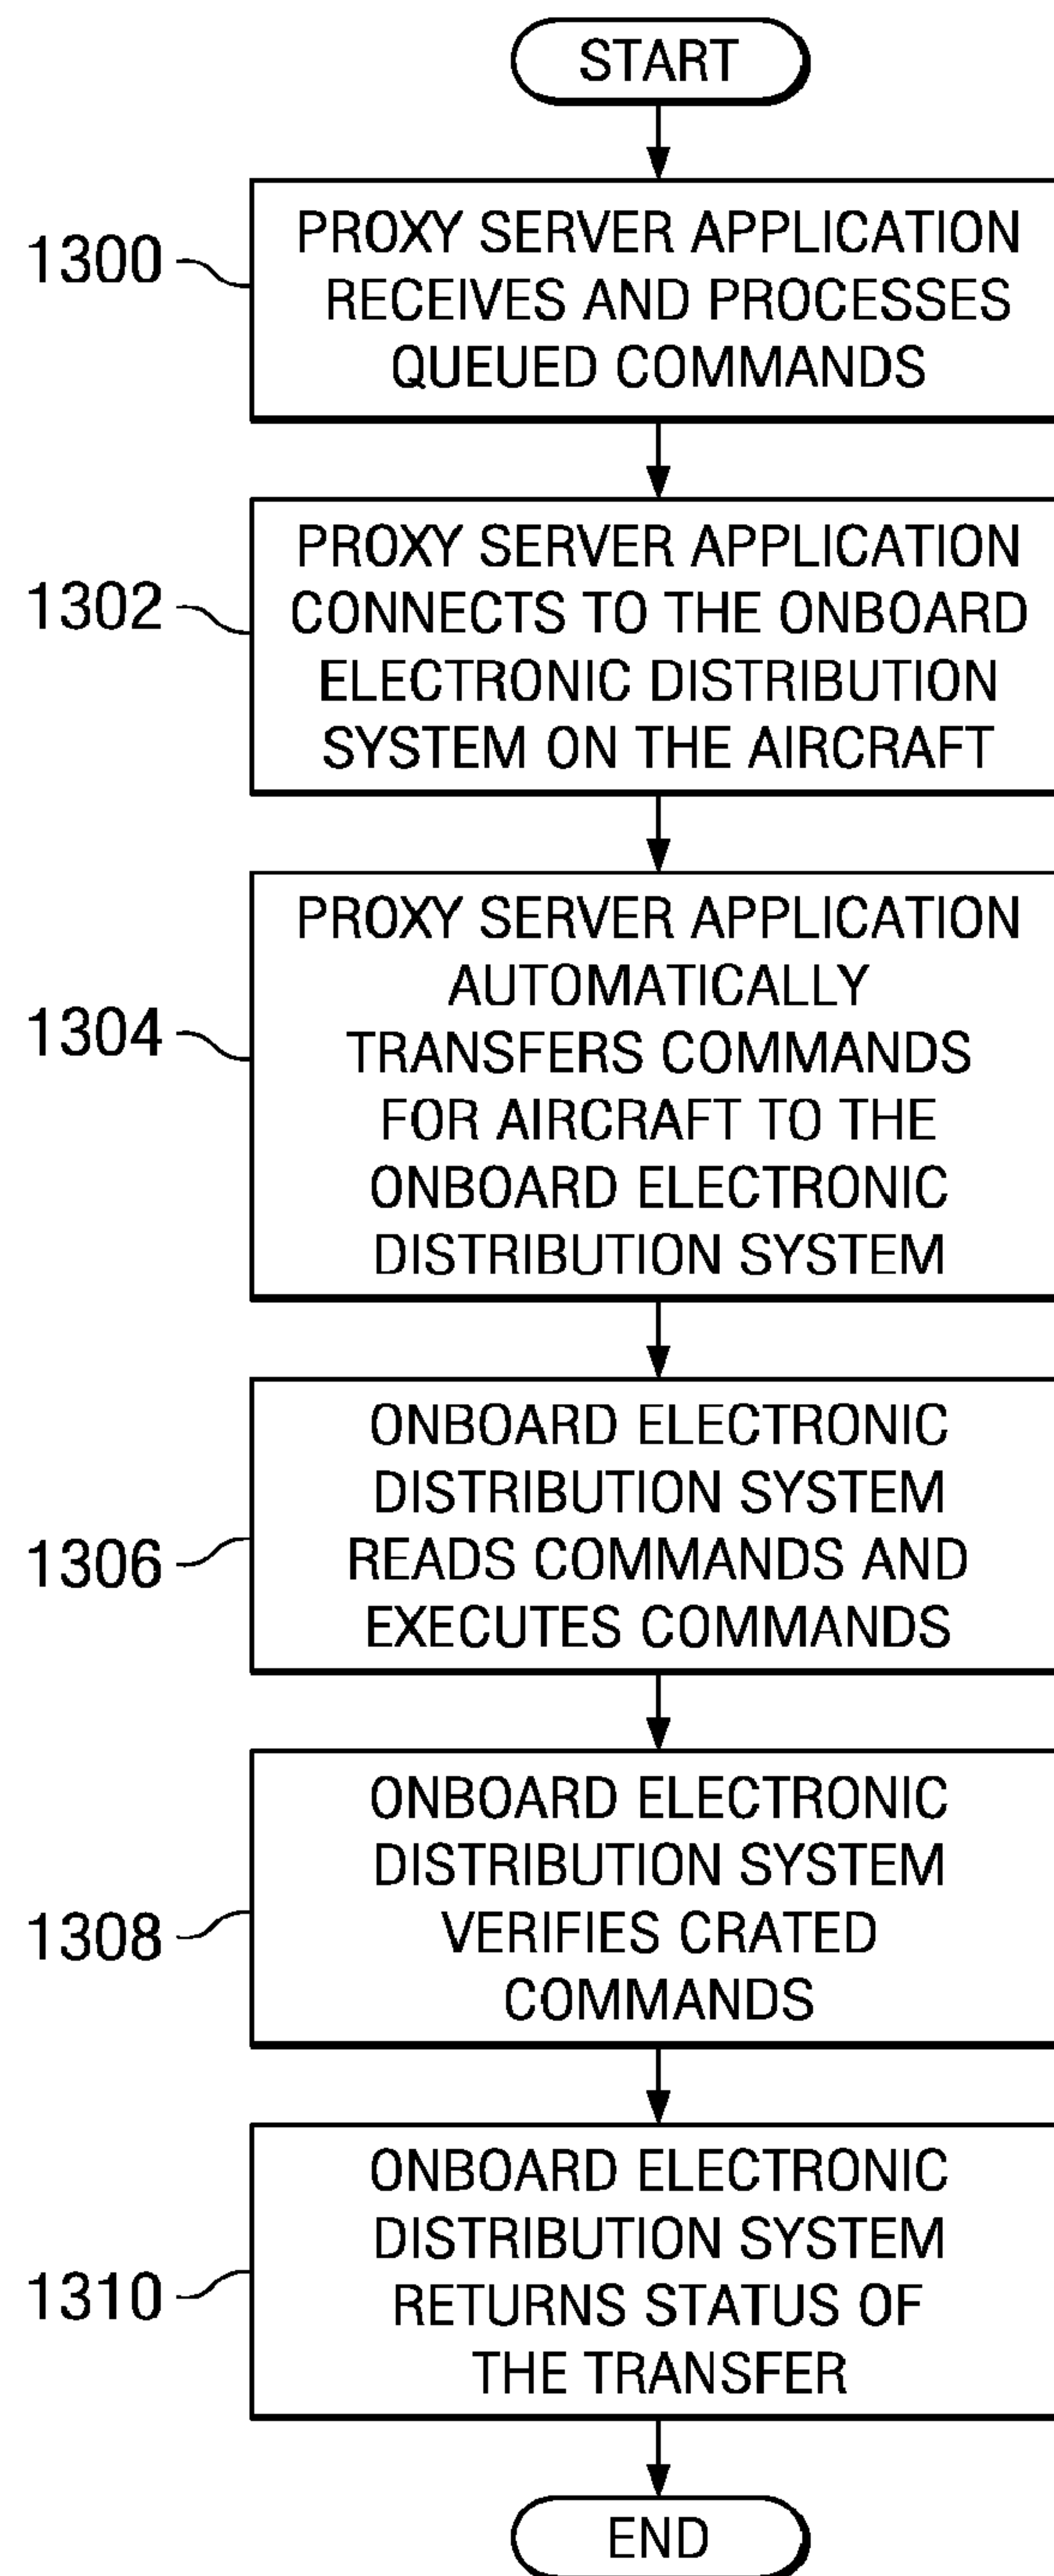 START
1300
PROXY SERVER APPLICATION
RECEIVES AND PROCESSES
QUEUED COMMANDS
1302
PROXY SERVER APPLICATION
CONNECTS TO THE ONBOARD
ELECTRONIC DISTRIBUTION
SYSTEM ON THE AIRCRAFT
1304
PROXY SERVER APPLICATION
AUTOMATICALLY
TRANSFERS COMMANDS
FOR AIRCRAFT TO THE
ONBOARD ELECTRONIC
DISTRIBUTION SYSTEM
1306
ONBOARD ELECTRONIC
DISTRIBUTION SYSTEM
READS COMMANDS AND
EXECUTES COMMANDS
1308
ONBOARD ELECTRONIC
DISTRIBUTION SYSTEM
VERIFIES CRATED
COMMANDS
1310
ONBOARD ELECTRONIC
DISTRIBUTION SYSTEM
RETURNS STATUS OF
THE TRANSFER
END